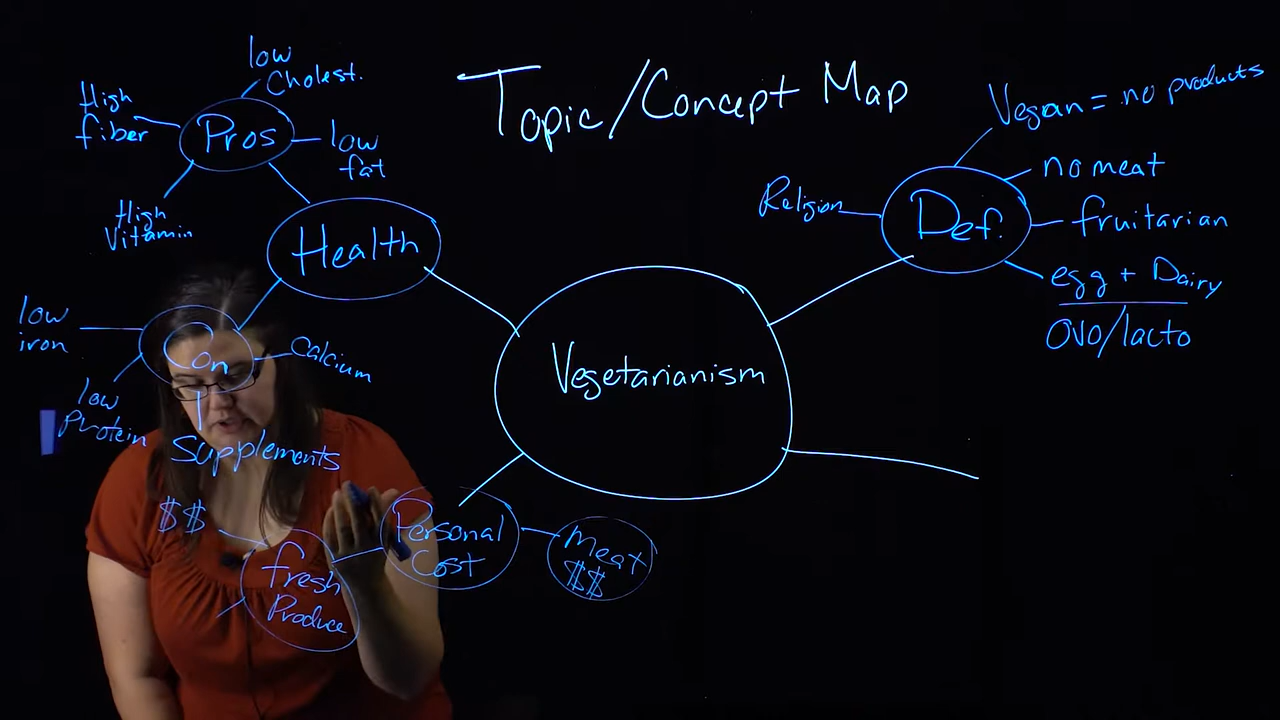 Topic/Concept Map
low
Cholest.
High
fiber
Pros
low
fat
High
Vitamin
Health
low
iron
Con
Calcium
low
Protein
Supplements
Vegetarianism
Vegan = no products
no meat
Religion
Def.
fruitarian
egg + Dairy
Ovo/lacto
$$
fresh
Produce
Personal
Cost
Meat
$$